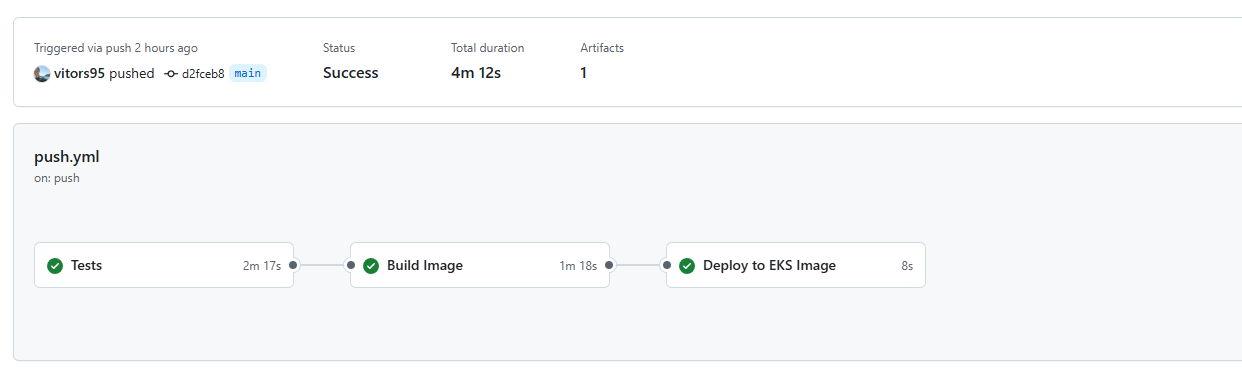 Triggered via push 2 hours ago
Status
Total duration
Artifacts
vitors95 pushed d2fceb8 main
Success
4m 12s
1
push.yml
on: push
Tests 2m 17s
Build Image 1m 18s
Deploy to EKS Image 8s